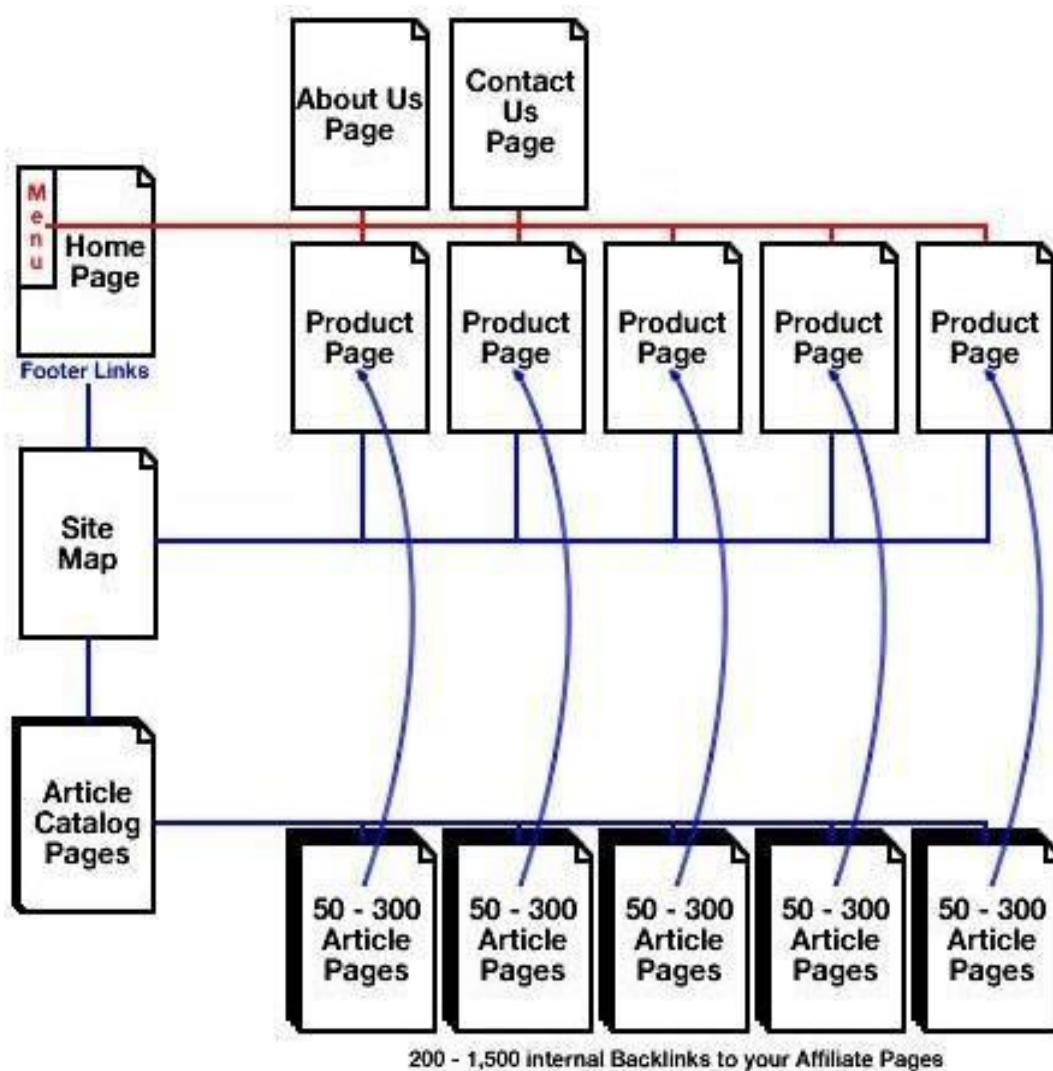 About Us
Page
Contact
Us
Page
Menu
Home
Page
Footer Links
Product
Page
Product
Page
Product
Page
Product
Page
Product
Page
Site
Map
Article
Catalog
Pages
50 - 300
Article
Pages
50 - 300
Article
Pages
50 - 300
Article
Pages
50 - 300
Article
Pages
50 - 300
Article
Pages
200 - 1,500 internal Backlinks to your Affiliate Pages